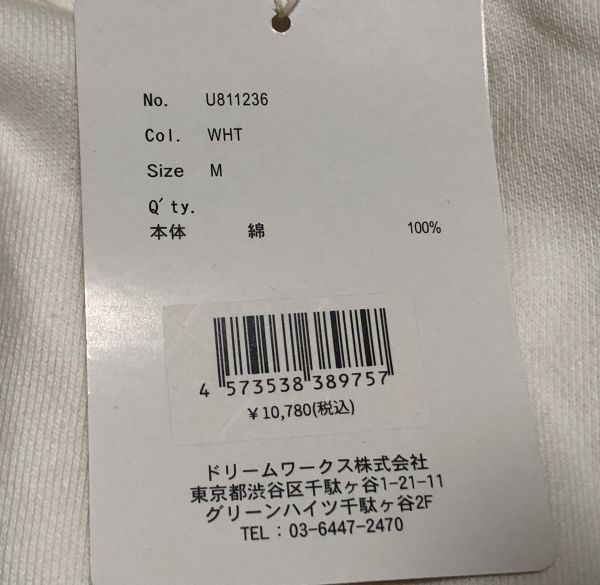 No. U811236
Col. WHT
Size M
Q'ty.
本体 綿 100%
4 573538 389757
¥10,780(税込)
ドリームワークス株式会社
東京都渋谷区千駄ヶ谷1-21-11
グリーンハイツ千駄ヶ谷2F
TEL：03-6447-2470